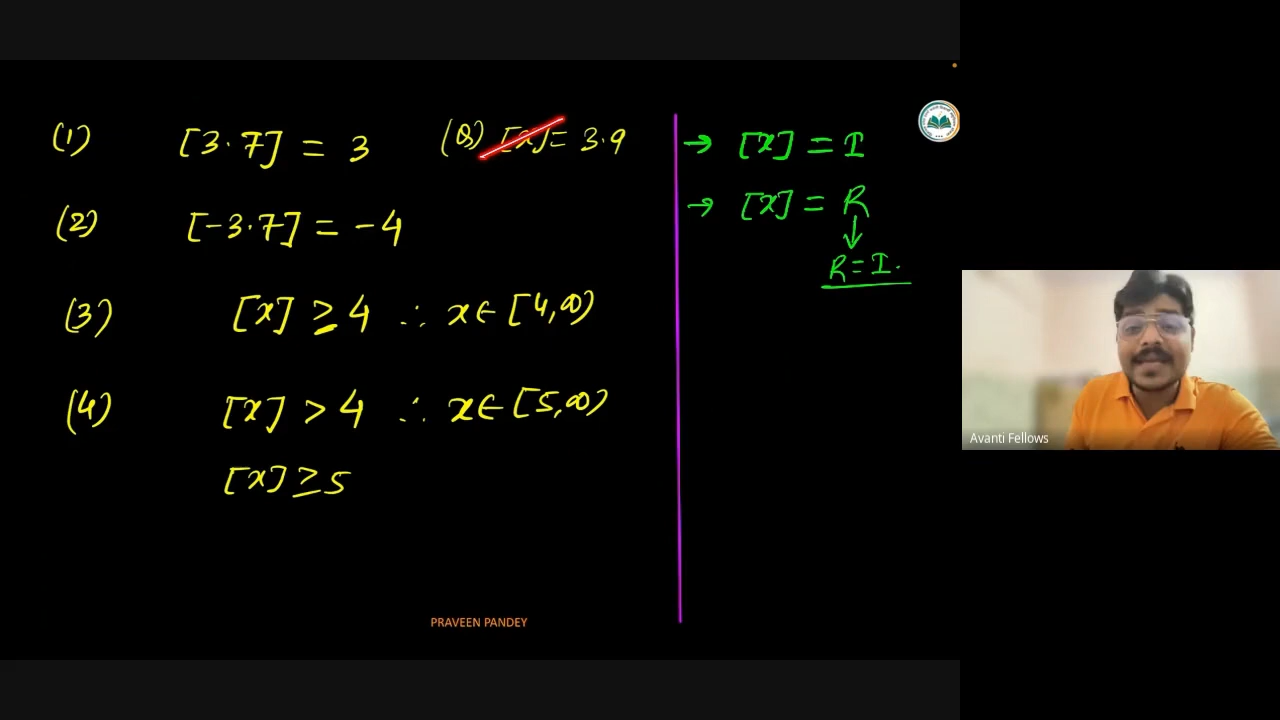 (1) [3.7] = 3 (Q) [x] = 3.9
(2) [-3.7] = -4
(3) [x] ≥ 4 ∴ x ∈ [4,∞)
(4) [x] > 4 ∴ x ∈ [5,∞)
[x] ≥ 5
→ [x] = I
→ [x] = R
↓
R = I.
Avanti Fellows
PRAVEEN PANDEY